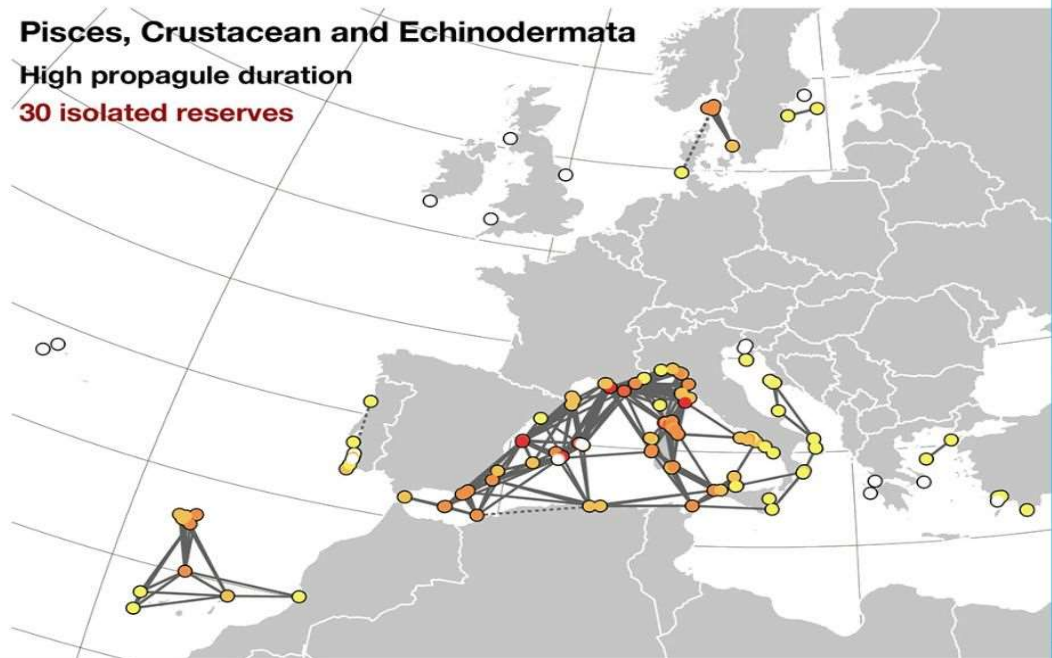 Pisces, Crustacean and Echinodermata
High propagule duration
30 isolated reserves